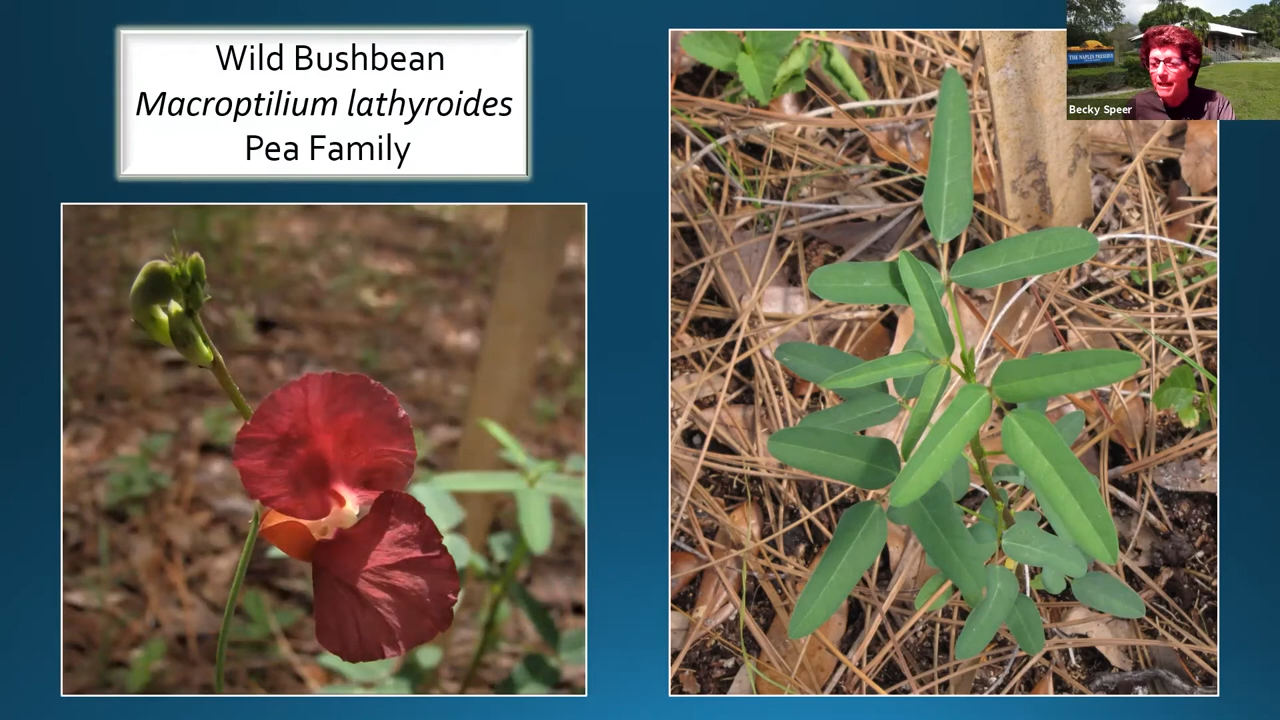 Wild Bushbean
Macroptilium lathyroides
Pea Family
THE NAPLES PRESERVE
Becky Speer